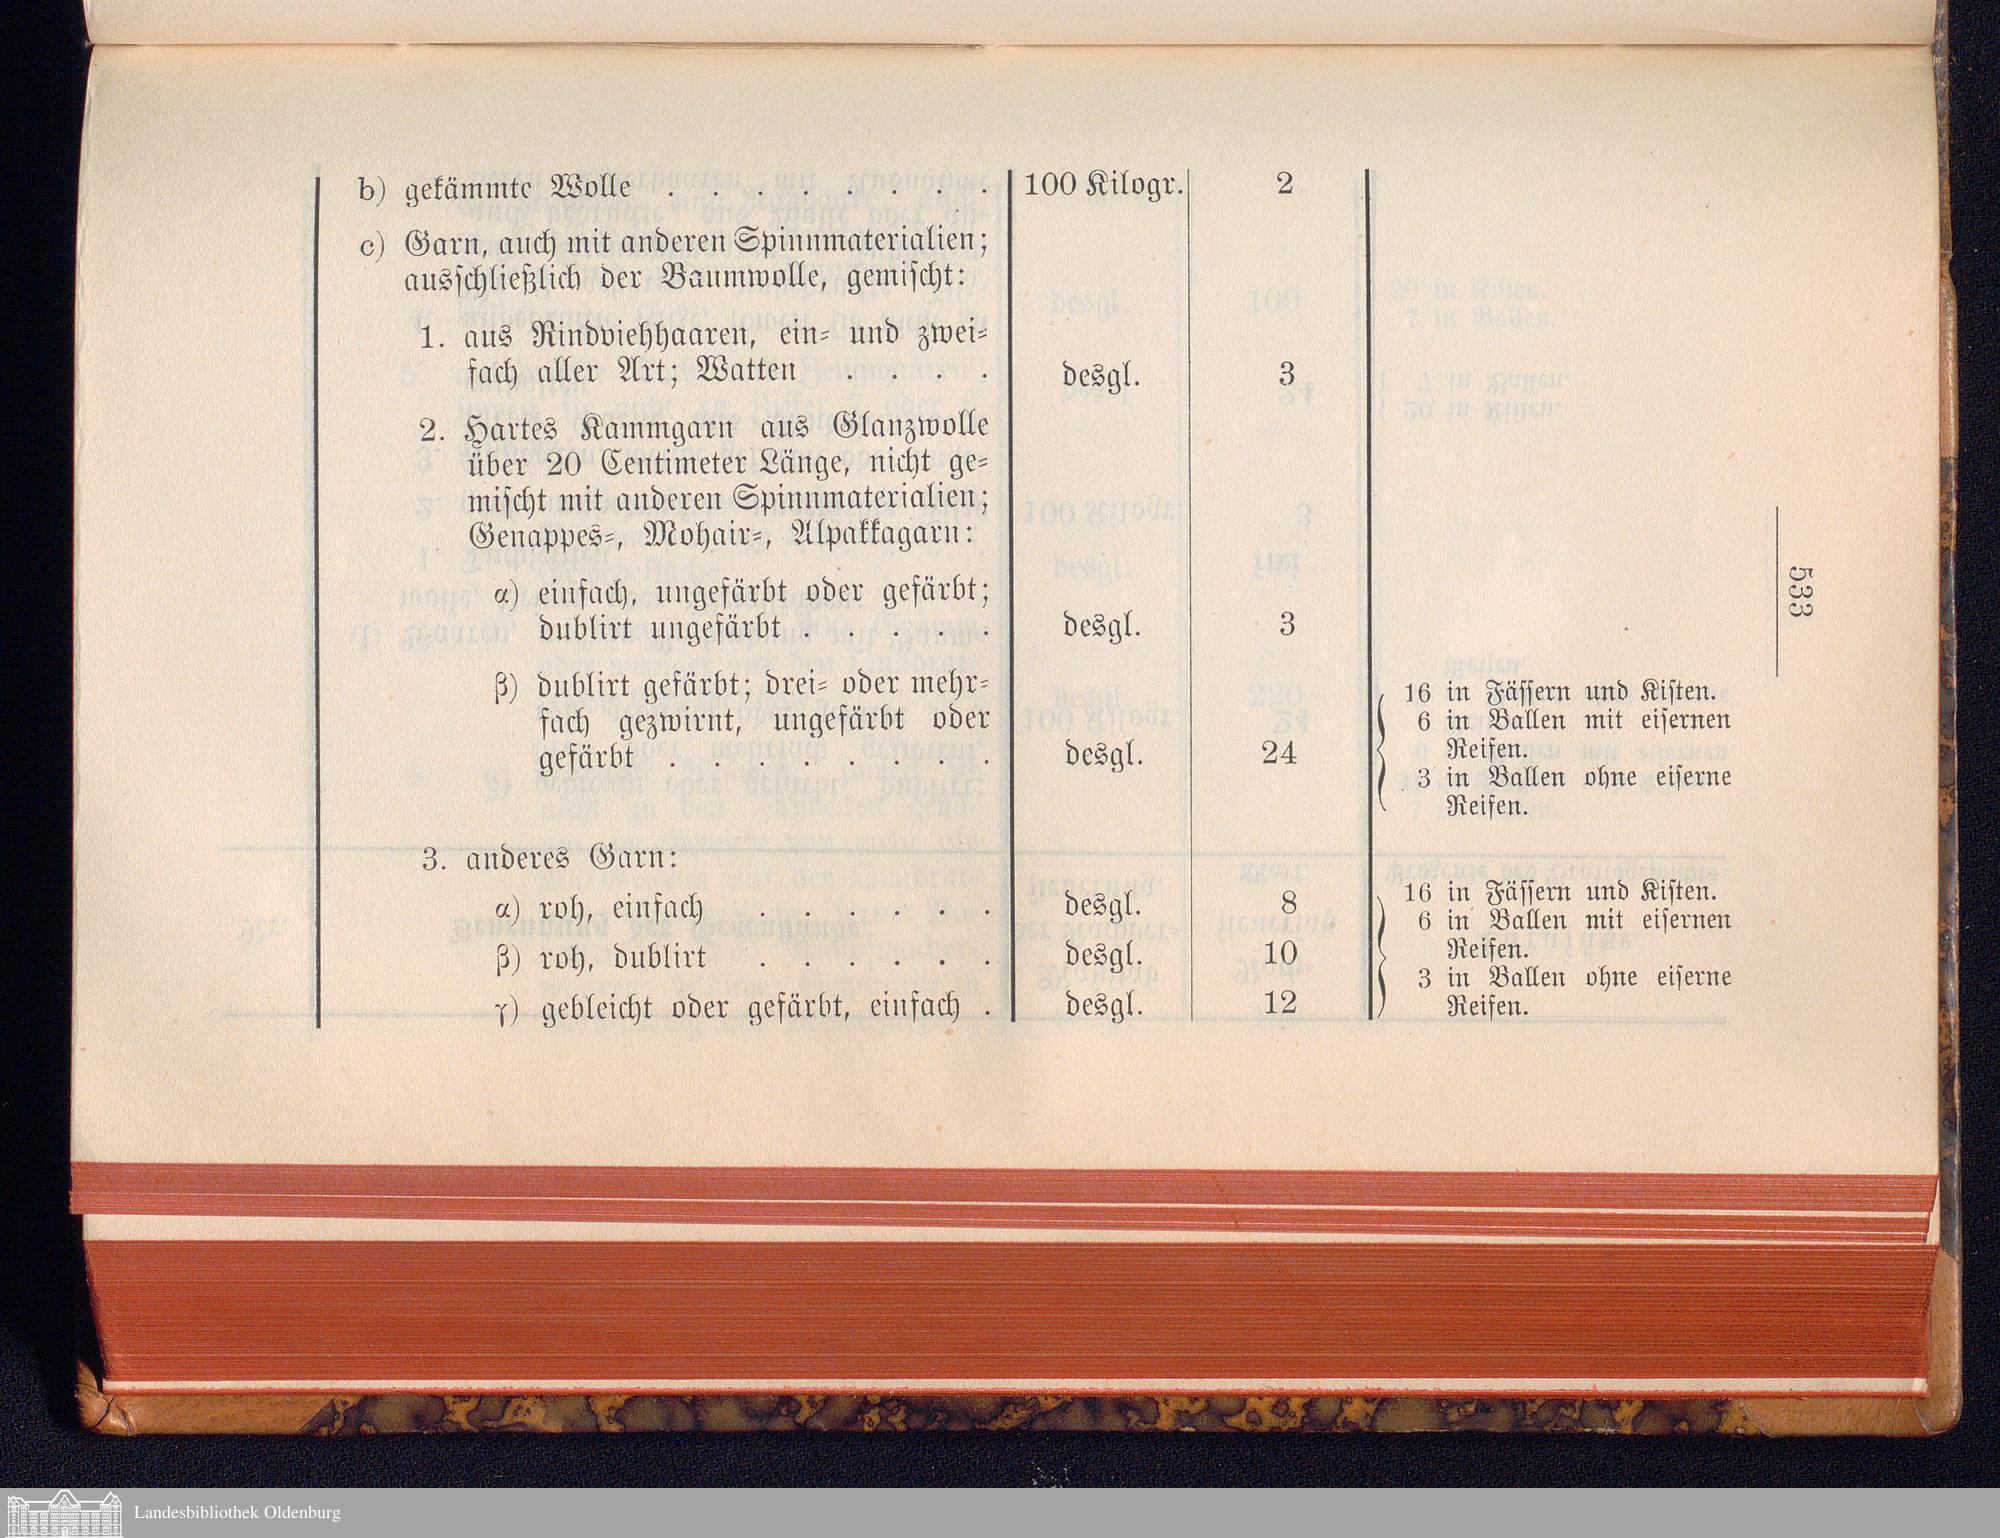 b) gekämmte Wolle . . . . . . . . 100 Kilogr. 2
c) Garn, auch mit anderen Spinnmaterialien;
ausschließlich der Baumwolle, gemischt:
1. aus Rindviehhaaren, ein- und zwei-
fach aller Art; Watten . . . . desgl. 3
2. Hartes Kammgarn aus Glanzwolle
über 20 Centimeter Länge, nicht ge-
mischt mit anderen Spinnmaterialien;
Genappes-, Mohair-, Alpakkagarn:
α) einfach, ungefärbt oder gefärbt;
dublirt ungefärbt . . . . . desgl. 3
β) dublirt gefärbt; drei- oder mehr-
fach gezwirnt, ungefärbt oder
gefärbt . . . . . . . . desgl. 24
16 in Fässern und Kisten.
6 in Ballen mit eisernen
Reifen.
3 in Ballen ohne eiserne
Reifen.
3. anderes Garn:
α) roh, einfach . . . . . . desgl. 8
β) roh, dublirt . . . . . . desgl. 10
γ) gebleicht oder gefärbt, einfach . desgl. 12
16 in Fässern und Kisten.
6 in Ballen mit eisernen
Reifen.
3 in Ballen ohne eiserne
Reifen.
533
Landesbibliothek Oldenburg